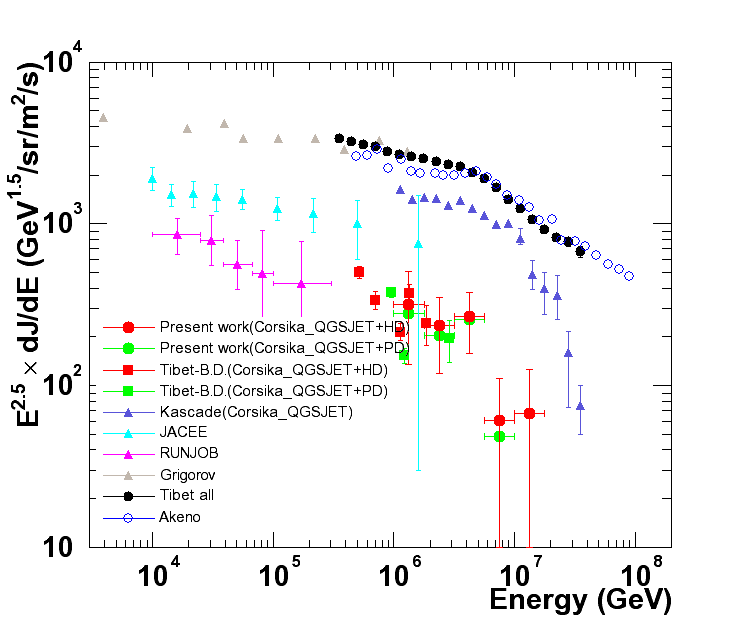 E^2.5 × dJ/dE (GeV^1.5/sr/m^2/s)
10^4
10^3
10^2
10
Present work(Corsika_QGSJET+HD)
Present work(Corsika_QGSJET+PD)
Tibet-B.D.(Corsika_QGSJET+HD)
Tibet-B.D.(Corsika_QGSJET+PD)
Kascade(Corsika_QGSJET)
JACEE
RUNJOB
Grigorov
Tibet all
Akeno
10^4 10^5 10^6 10^7 10^8
Energy (GeV)